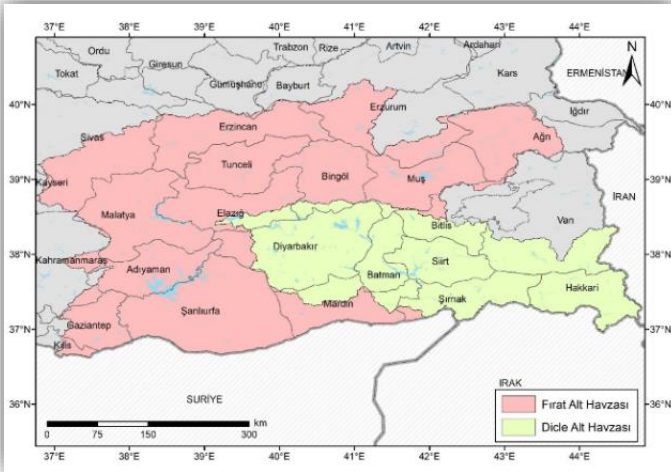 37°E 38°E 39°E 40°E 41°E 42°E 43°E 44°E
N
Ordu
Giresun
Trabzon
Rize
Artvin
Ardahan
Tokat
Gümüşhane
Bayburt
Kars
ERMENİSTAN
40°N
40°N
Erzurum
Iğdır
Sivas
Erzincan
Ağrı
Tunceli
Kayseri
Bingöl
Muş
39°N
39°N
İRAN
Malatya
Elazığ
Van
Bitlis
Diyarbakır
38°N
38°N
Kahramanmaraş
Siirt
Adıyaman
Batman
Hakkari
Şırnak
Mardin
Şanlıurfa
Gaziantep
37°N
37°N
Kilis
SURİYE
IRAK
36°N
36°N
Fırat Alt Havzası
Dicle Alt Havzası
km
0 75 150 300
37°E 38°E 39°E 40°E 41°E 42°E 43°E 44°E